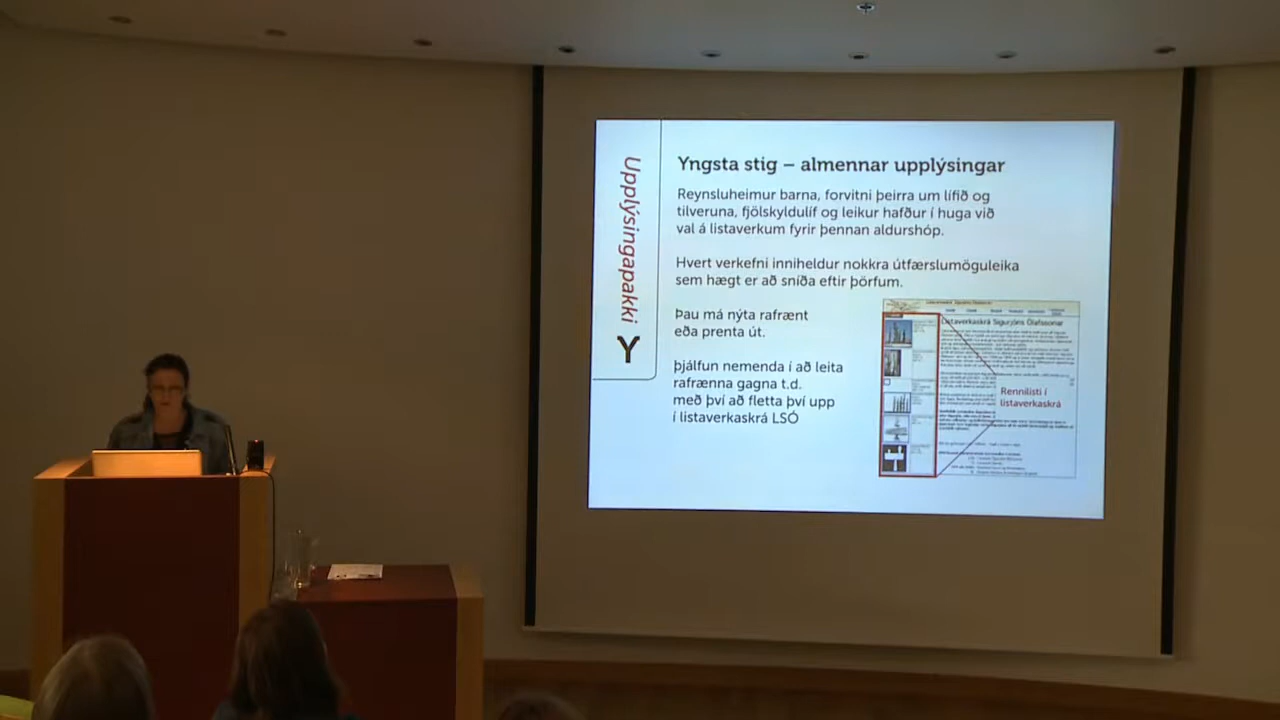 Upplýsingapakki
Y
Yngsta stig – almennar upplýsingar
Reynsluheimur barna, forvitni þeirra um lífið og
tilveruna, fjölskyldulíf og leikur hafður í huga við
val á listaverkum fyrir þennan aldurshóp.
Hvert verkefni inniheldur nokkra útfærslumöguleika
sem hægt er að sníða eftir þörfum.
Þau má nýta rafrænt
eða prenta út.
Þjálfun nemenda í að leita
rafrænna gagna t.d.
með því að fletta því upp
í listaverkaskrá LSÓ
Listaverkaskrá Sigurjóns Ólafssonar
Rennilisti í
listaverkaskrá